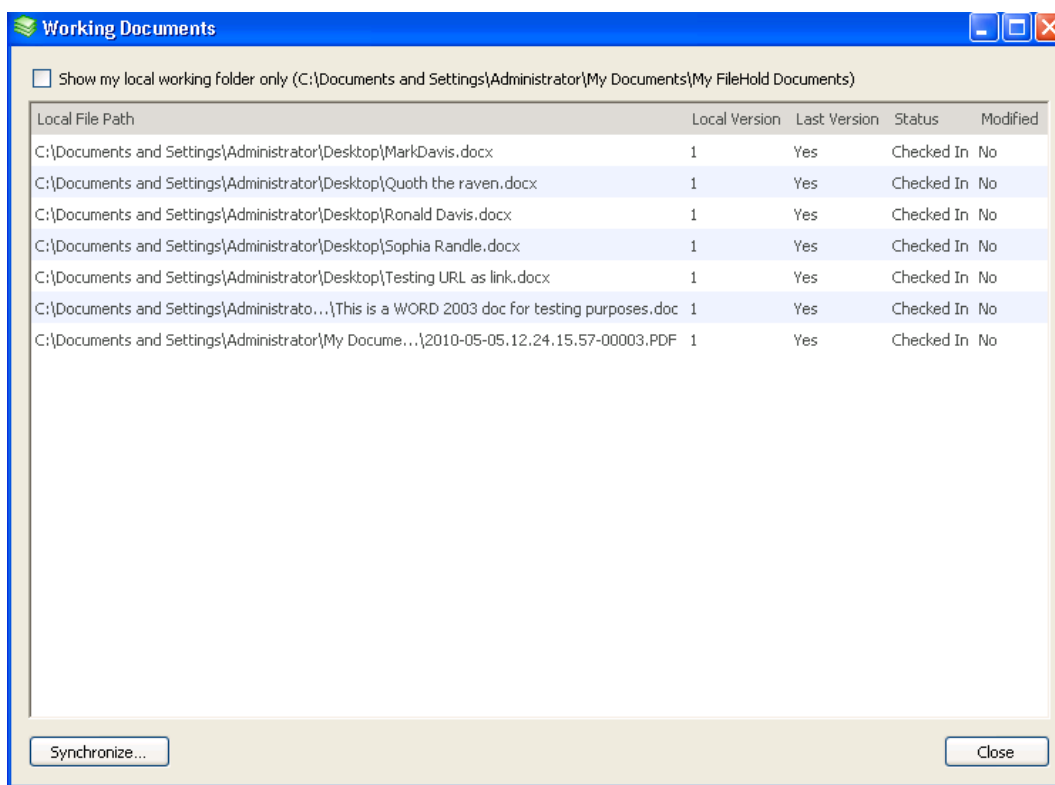 Working Documents
Show my local working folder only (C:\Documents and Settings\Administrator\My Documents\My FileHold Documents)
Local File Path Local Version Last Version Status Modified
C:\Documents and Settings\Administrator\Desktop\MarkDavis.docx 1 Yes Checked In No
C:\Documents and Settings\Administrator\Desktop\Quoth the raven.docx 1 Yes Checked In No
C:\Documents and Settings\Administrator\Desktop\Ronald Davis.docx 1 Yes Checked In No
C:\Documents and Settings\Administrator\Desktop\Sophia Randle.docx 1 Yes Checked In No
C:\Documents and Settings\Administrator\Desktop\Testing URL as link.docx 1 Yes Checked In No
C:\Documents and Settings\Administrato...\This is a WORD 2003 doc for testing purposes.doc 1 Yes Checked In No
C:\Documents and Settings\Administrator\My Docume...\2010-05-05.12.24.15.57-00003.PDF 1 Yes Checked In No
Synchronize... Close